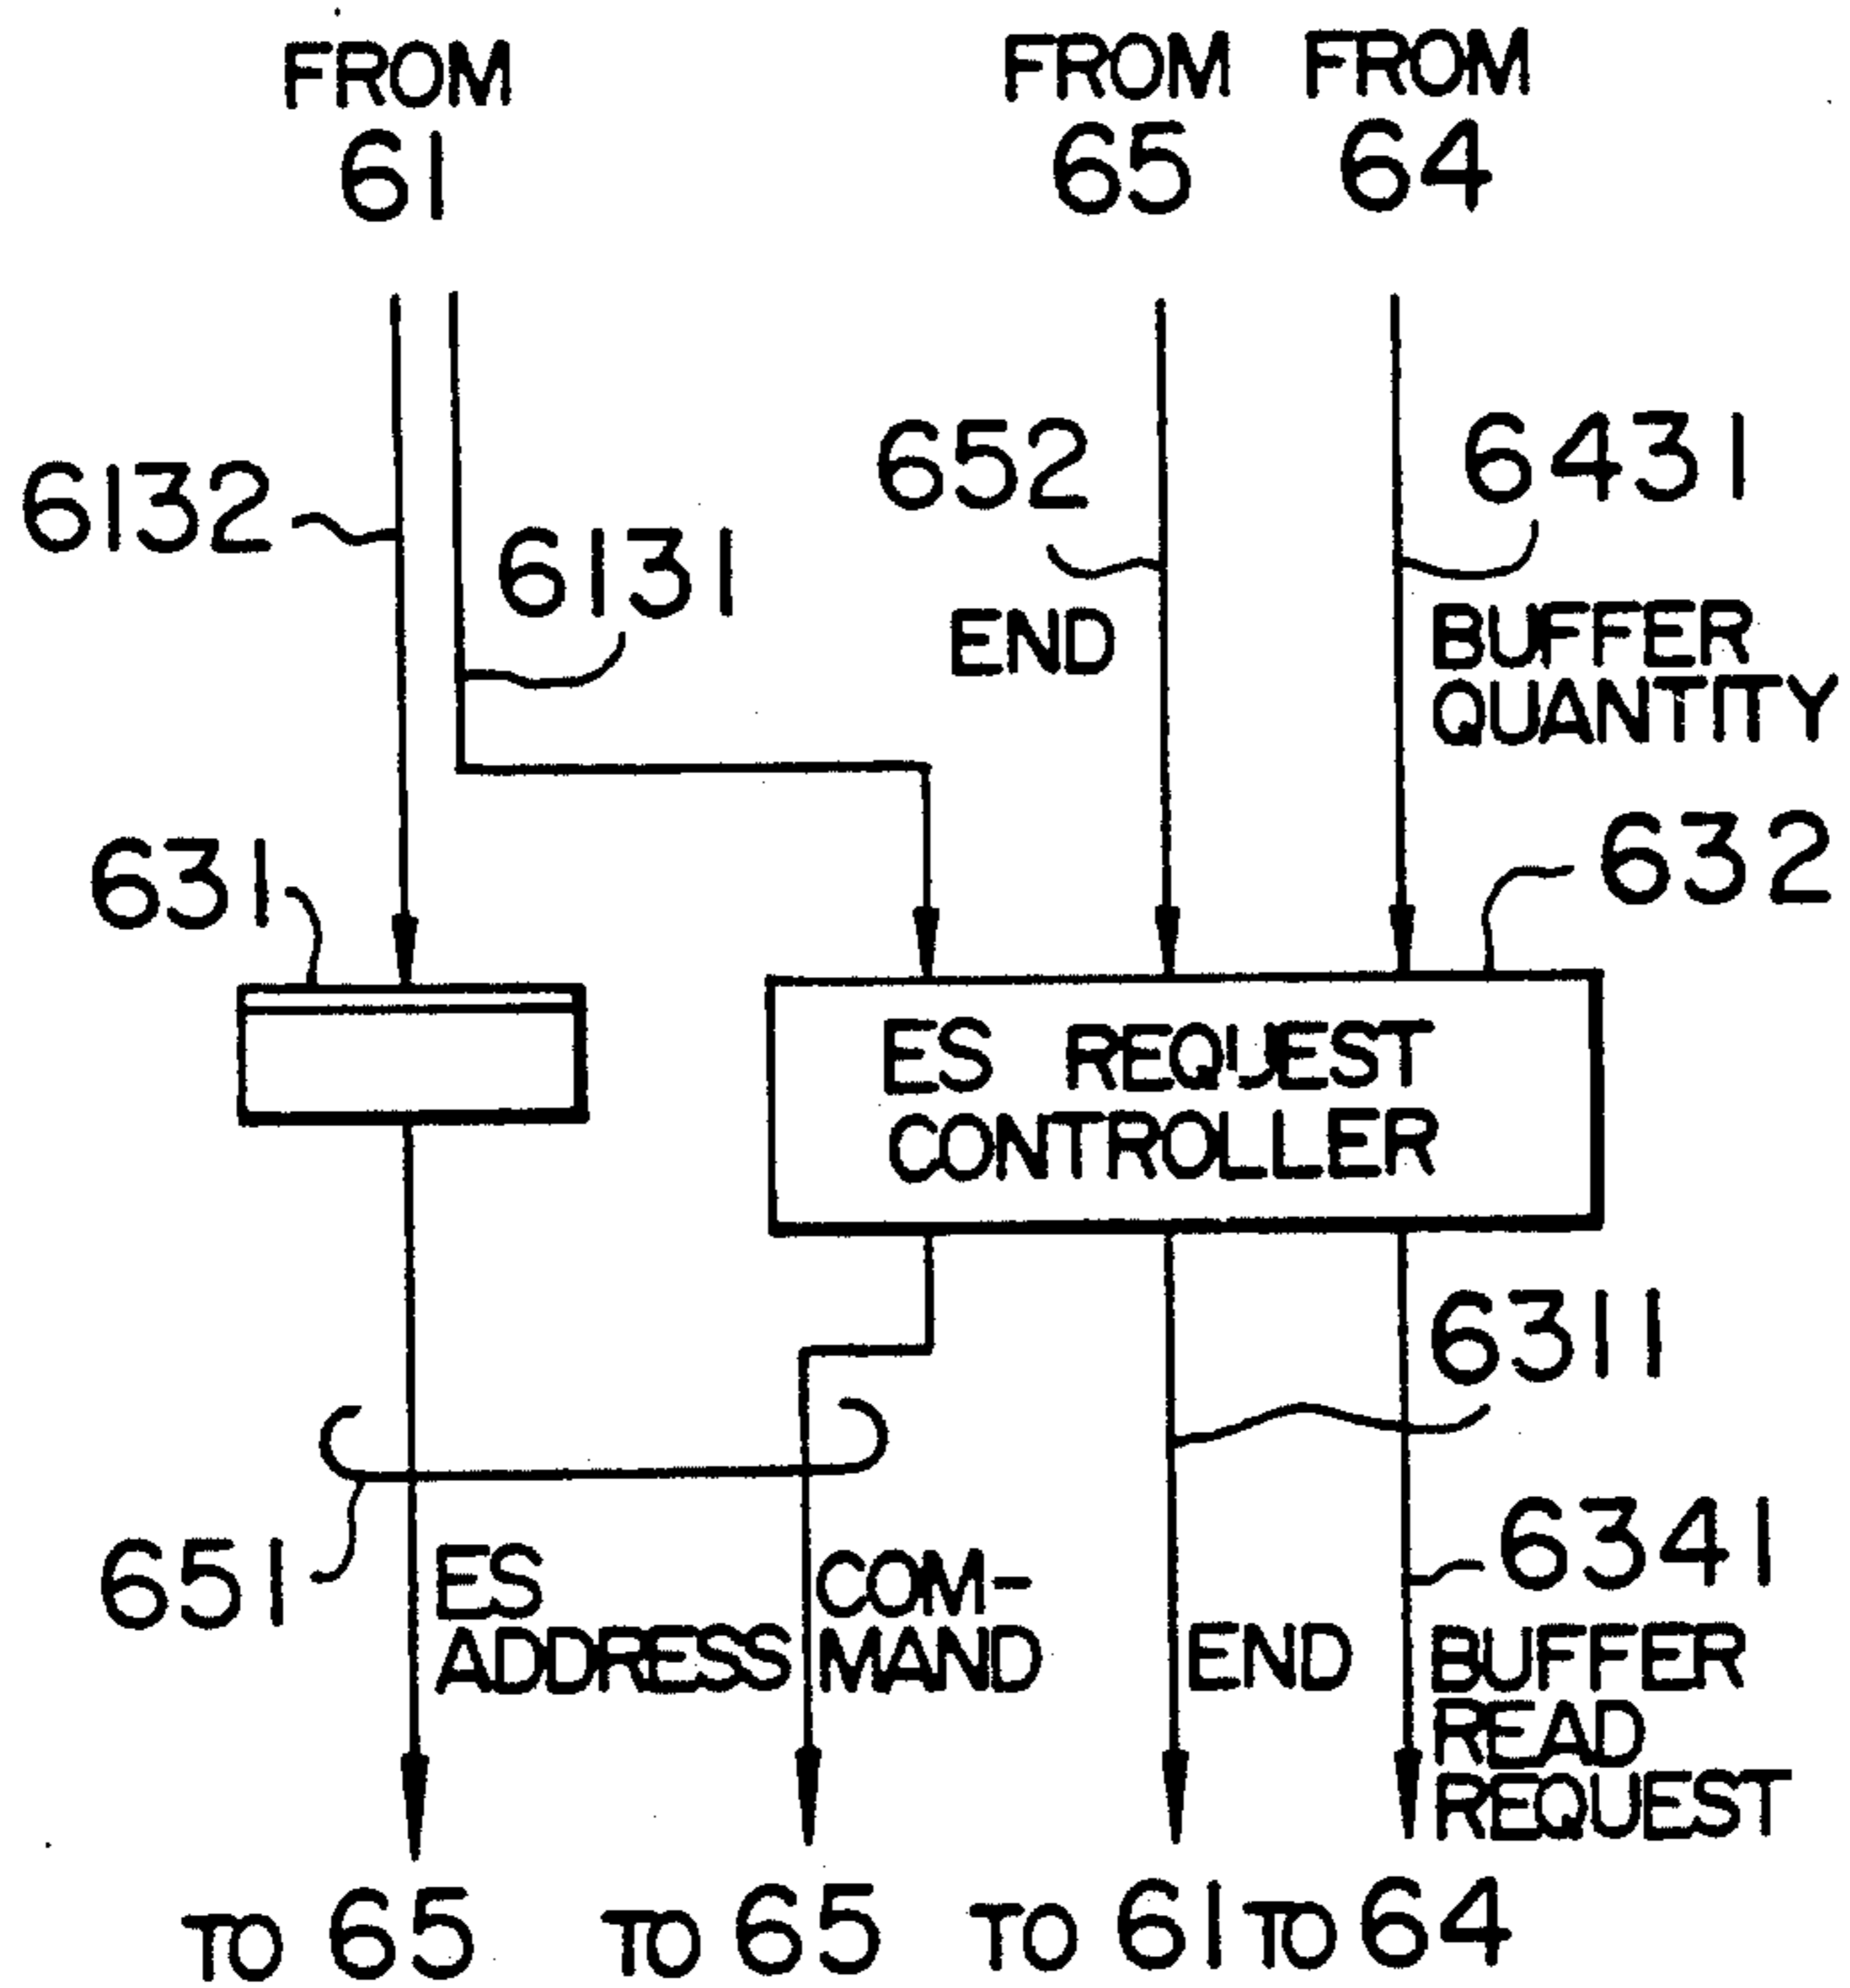 FROM
61
FROM
65
FROM
64
6132
6131
652
6431
END
BUFFER
QUANTITY
631
632
ES REQUEST
CONTROLLER
6311
651
6341
ES
ADDRESS
COM-
MAND
END
BUFFER
READ
REQUEST
TO 65
TO 65
TO 61
TO 64